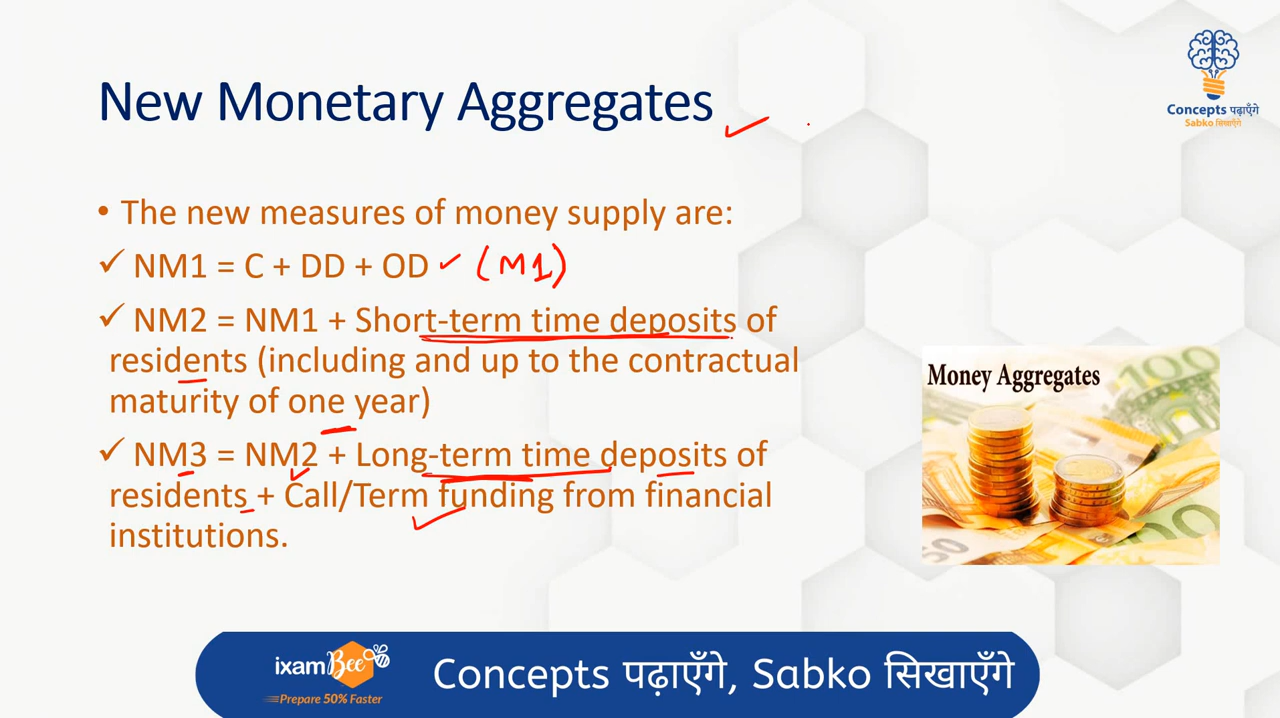 Concepts पढ़ाएँगे
Sabko सिखाएँगे
New Monetary Aggregates
• The new measures of money supply are:
✓ NM1 = C + DD + OD ✓ (M1)
✓ NM2 = NM1 + Short-term time deposits of
residents (including and up to the contractual
maturity of one year)
✓ NM3 = NM2 + Long-term time deposits of
residents + Call/Term funding from financial
institutions.
Money Aggregates
100
50
ixamBee
Prepare 50% Faster
Concepts पढ़ाएँगे, Sabko सिखाएँगे